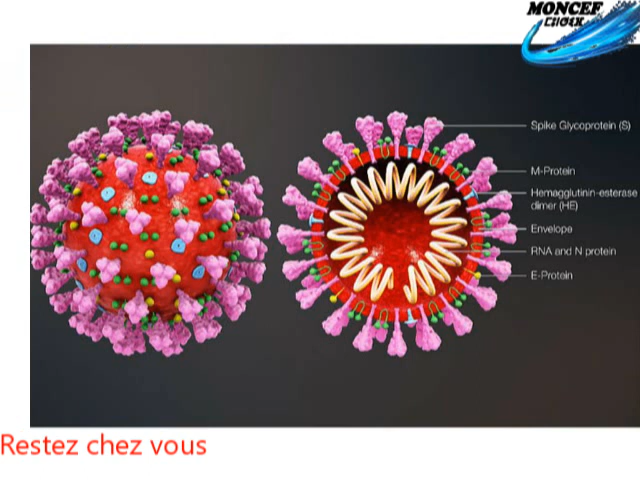 MONCEF
Spike Glycoprotein (S)
M-Protein
Hemagglutinin-esterase
dimer (HE)
Envelope
RNA and N protein
E-Protein
Restez chez vous